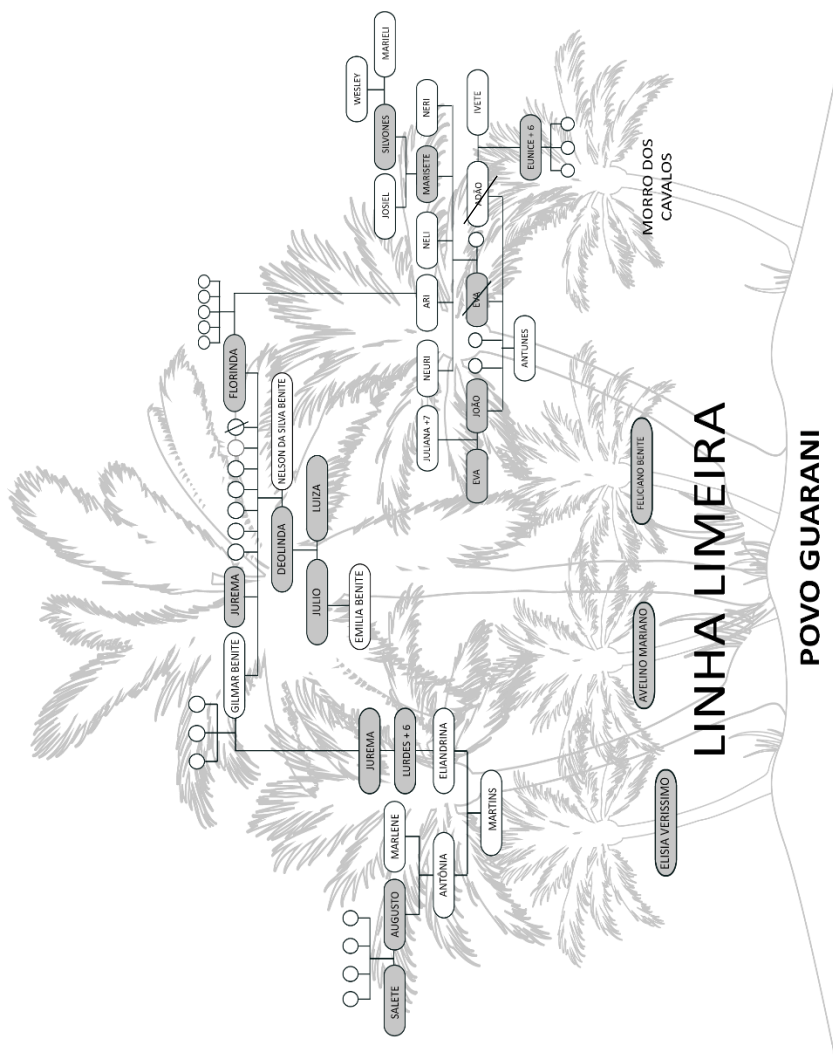 GILMAR BENITE
JUREMA
FLORINDA
DEOLINDA
NELSON DA SILVA BENITE
JULIO
LUIZA
EMILIA BENITE
WESLEY
JUREMA
SALETE
AUGUSTO
MARLENE
JOSIEL
SILVONES
MARIELI
LURDES + 6
ANTÔNIA
ELIANDRINA
JULIANA +7
NEURI
ARI
NELI
MARISETE
NERI
EVA
JOÃO
EVA
ADÃO
IVETE
MARTINS
ANTUNES
EUNICE + 6
ELISIA VERISSIMO
AVELINO MARIANO
FELICIANO BENITE
MORRO DOS
CAVALOS
LINHA LIMEIRA
POVO GUARANI